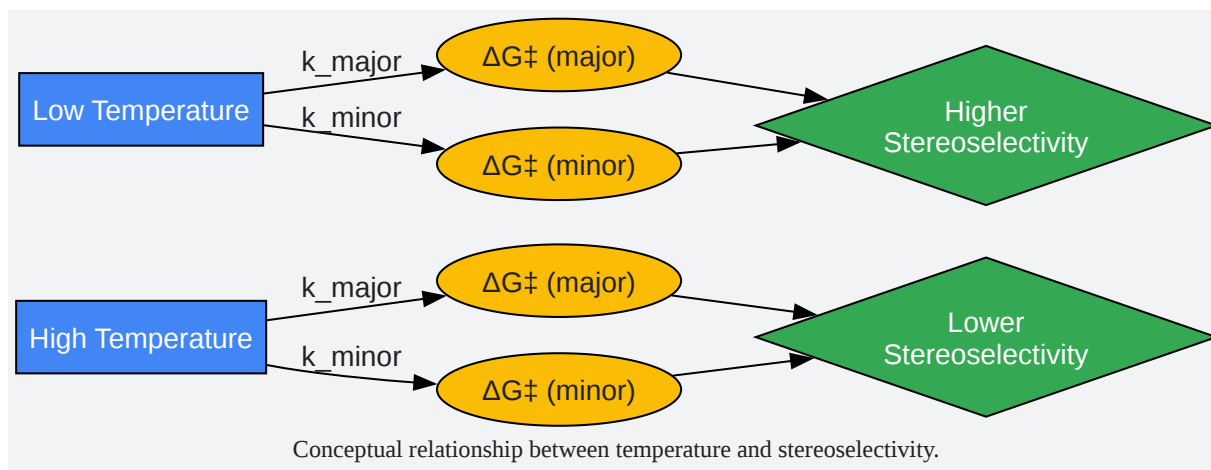 Low Temperature
k_major
k_minor
ΔG‡ (major)
ΔG‡ (minor)
Higher
Stereoselectivity
High Temperature
k_major
k_minor
ΔG‡ (major)
ΔG‡ (minor)
Lower
Stereoselectivity
Conceptual relationship between temperature and stereoselectivity.